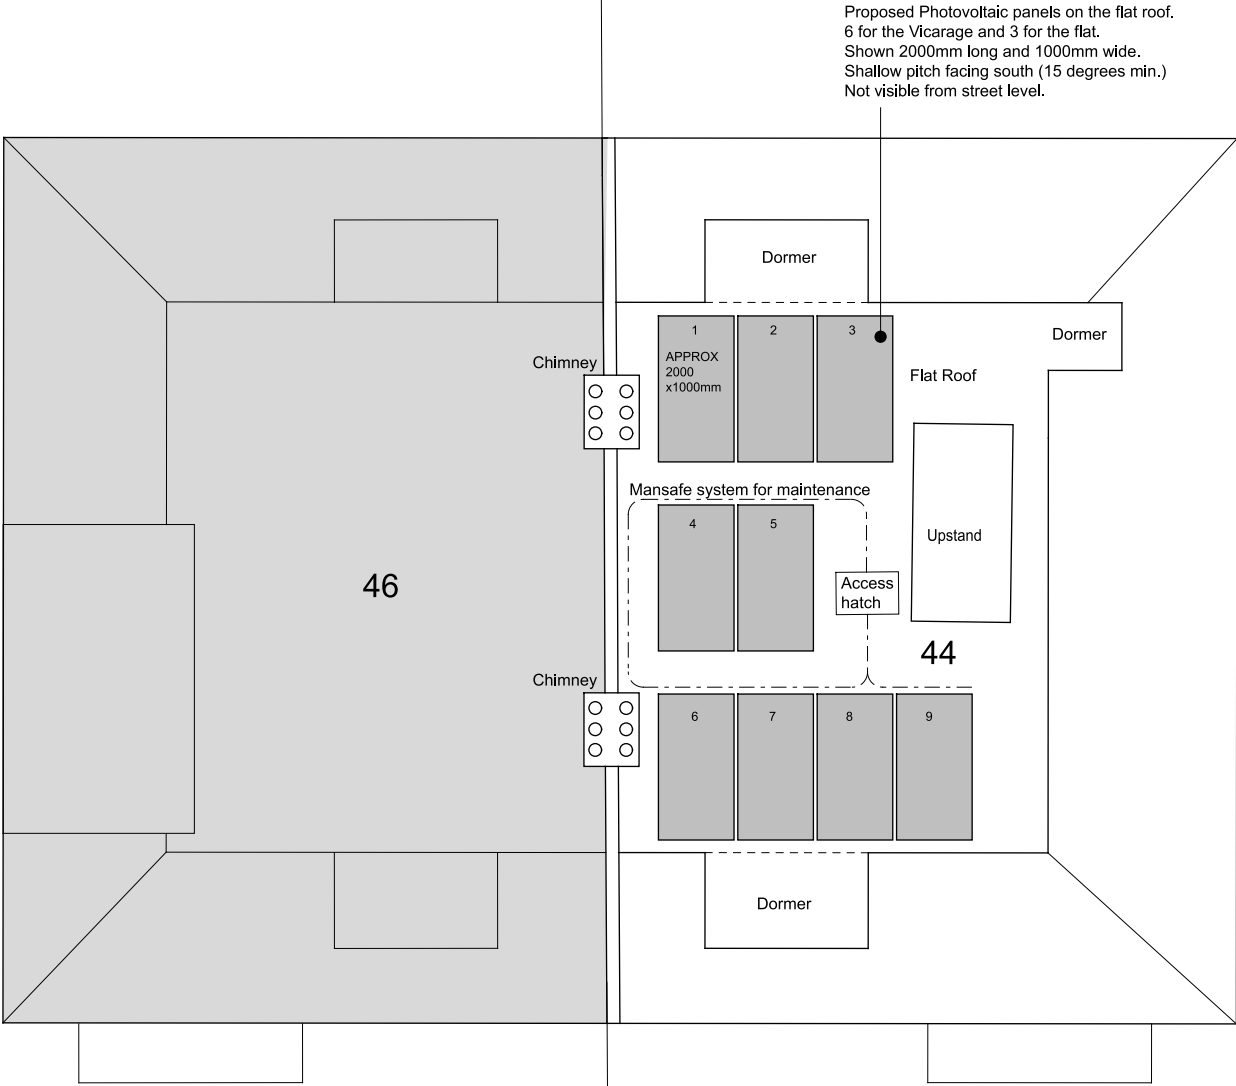 Proposed Photovoltaic panels on the flat roof.
6 for the Vicarage and 3 for the flat.
Shown 2000mm long and 1000mm wide.
Shallow pitch facing south (15 degrees min.)
Not visible from street level.
Dormer
Dormer
1
2
3
APPROX
2000
x1000mm
Chimney
Flat Roof
Mansafe system for maintenance
4
5
Upstand
46
Access
hatch
44
Chimney
6
7
8
9
Dormer